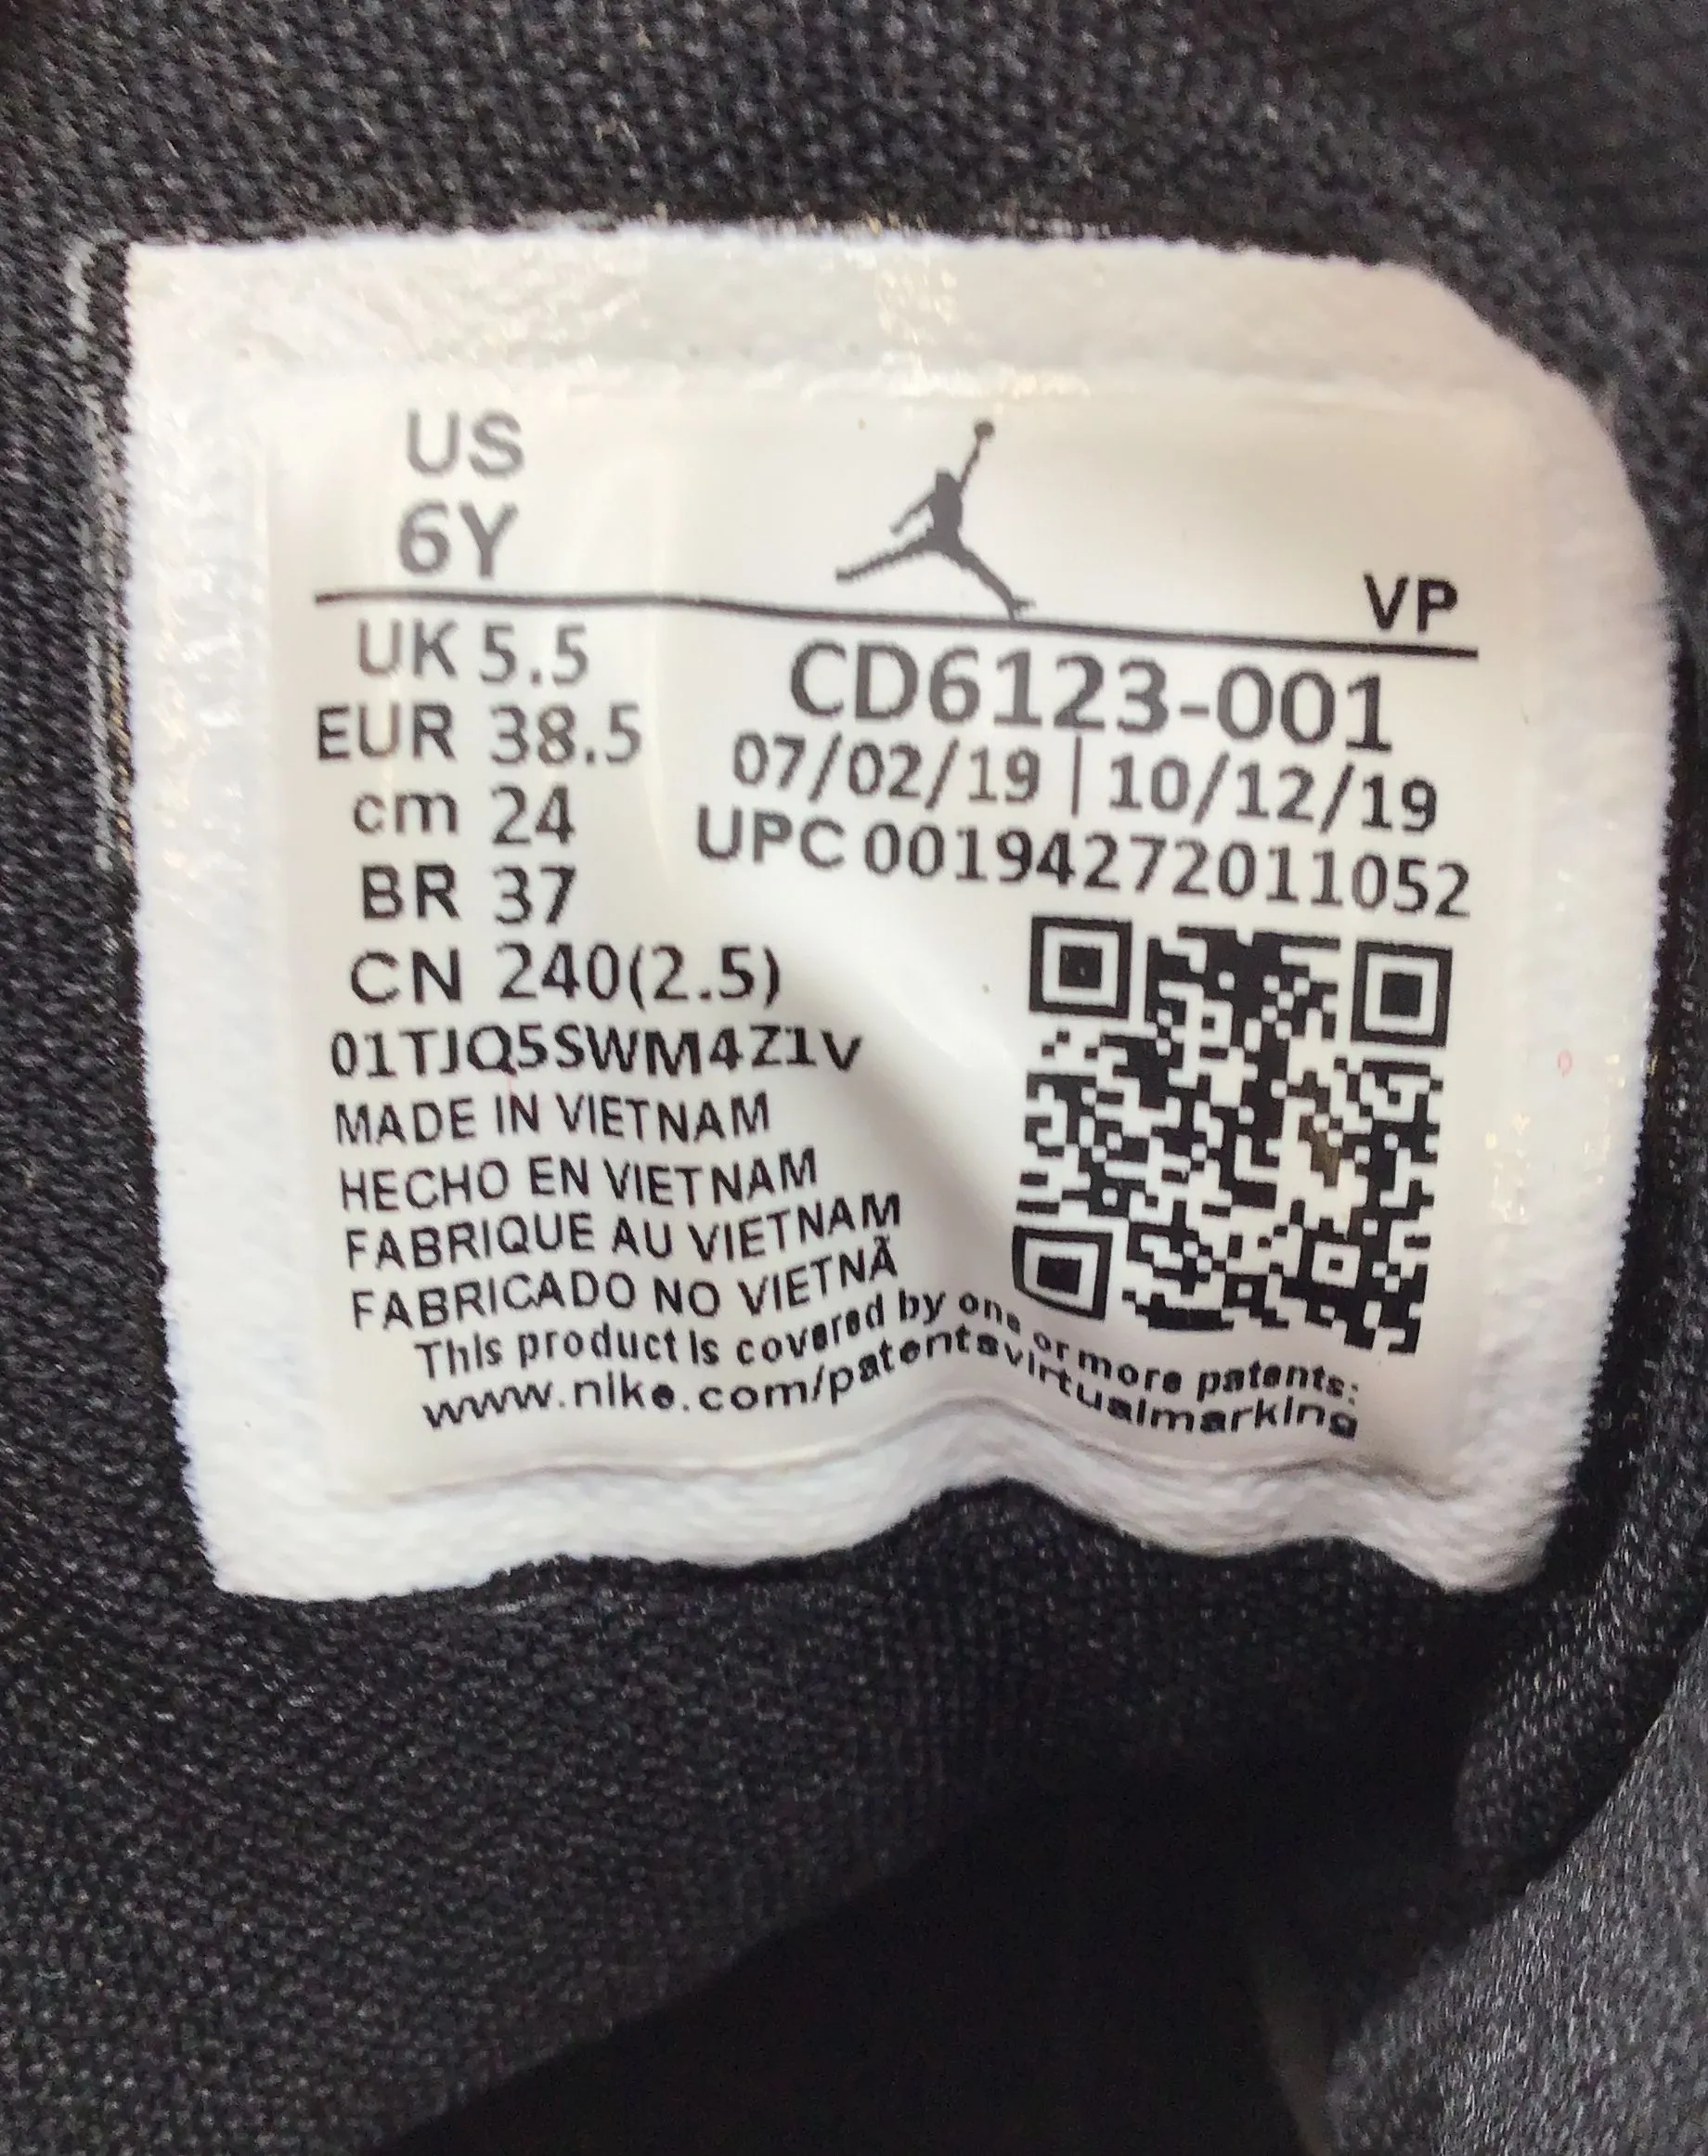 US
6Y
VP
UK 5.5
EUR 38.5
cm 24
BR 37
CN 240(2.5)
CD6123-001
07/02/19 | 10/12/19
UPC 00194272011052
01TJQ5SWM4Z1V
MADE IN VIETNAM
HECHO EN VIETNAM
FABRIQUE AU VIETNAM
FABRICADO NO VIETNÃ
This product is covered by one or more patents:
www.nike.com/patentsvirtualmarking